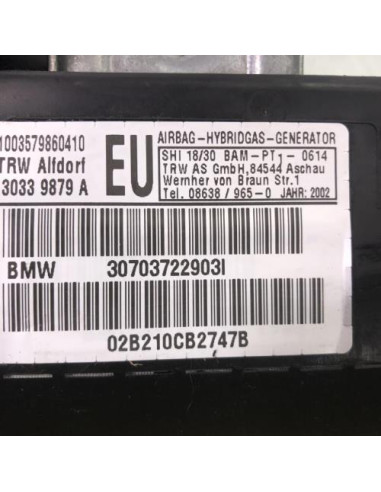 1003579860410
TRW Alfdorf
3033 9879 A
EU
AIRBAG-HYBRIDGAS-GENERATOR
SHI 18/30 BAM-PT1- 0614
TRW AS GmbH,84544 Aschau
Wernher von Braun Str.1
Tel. 08638 / 965-0 JAHR: 2002
BMW 30703722903I
02B210CB2747B